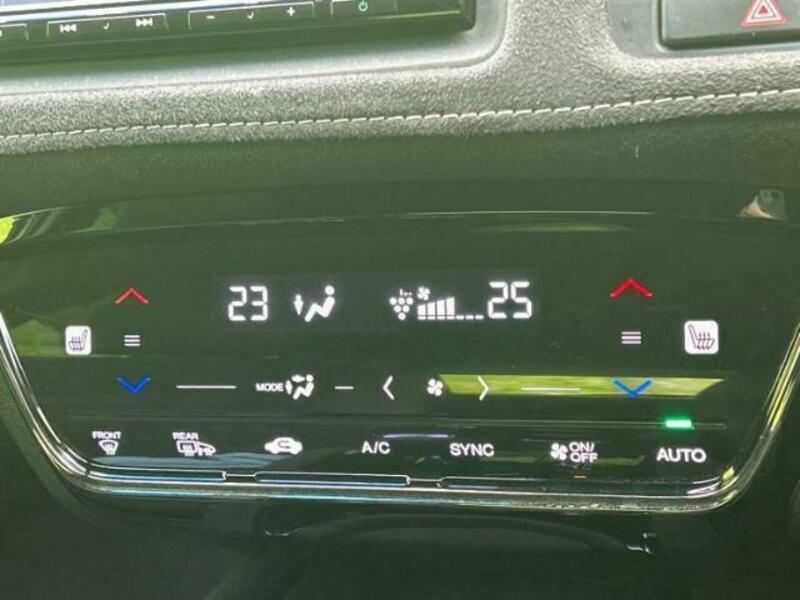 23 25
MODE
FRONT REAR A/C SYNC ON/OFF AUTO